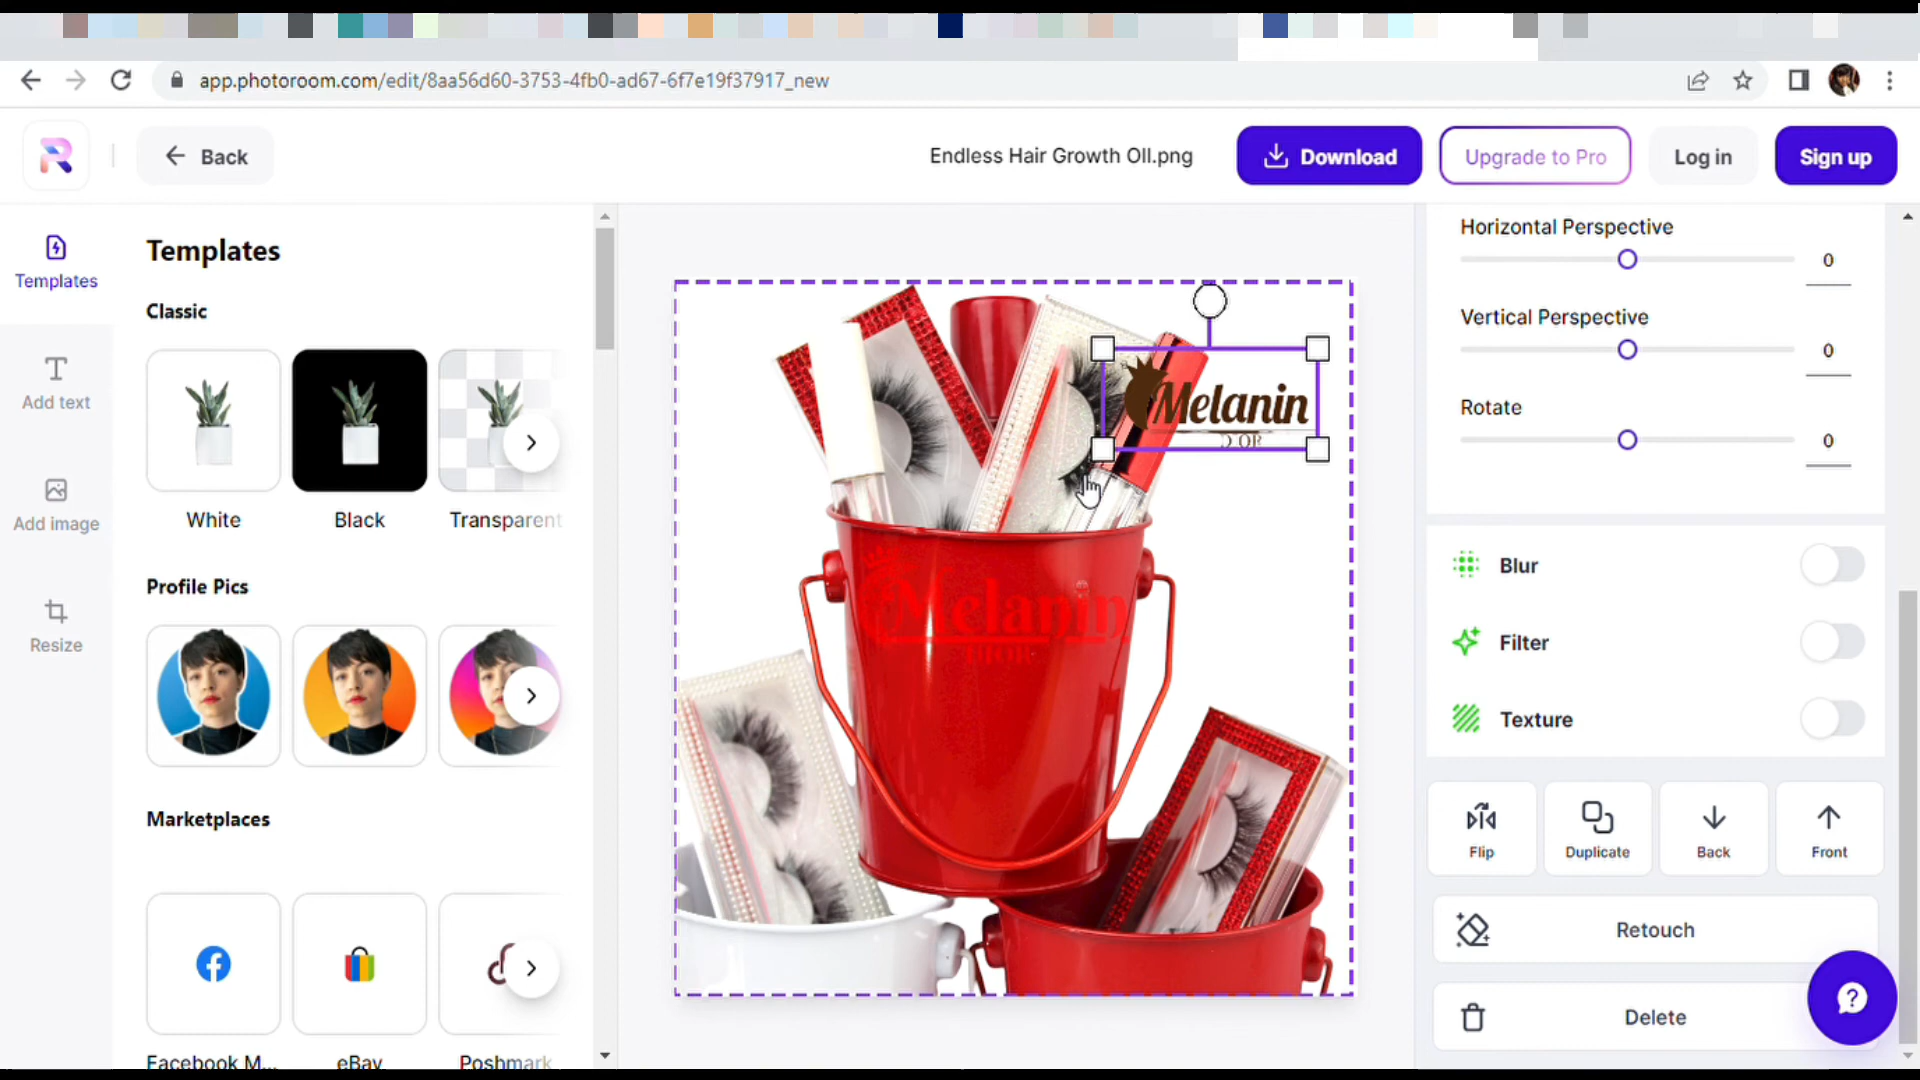 app.photoroom.com/edit/8aa56d60-3753-4fb0-ad67-6f7e19f37917_new
Back
Endless Hair Growth OIl.png
Download
Upgrade to Pro
Log in
Sign up
Templates
Add text
Add image
Resize
Templates
Classic
White
Black
Transparent
Profile Pics
Marketplaces
Facebook M...
eBay
Poshmark
Melanin
D'OR
Melanin
Horizontal Perspective
0
Vertical Perspective
0
Rotate
0
Blur
Filter
Texture
Flip
Duplicate
Back
Front
Retouch
Delete
?